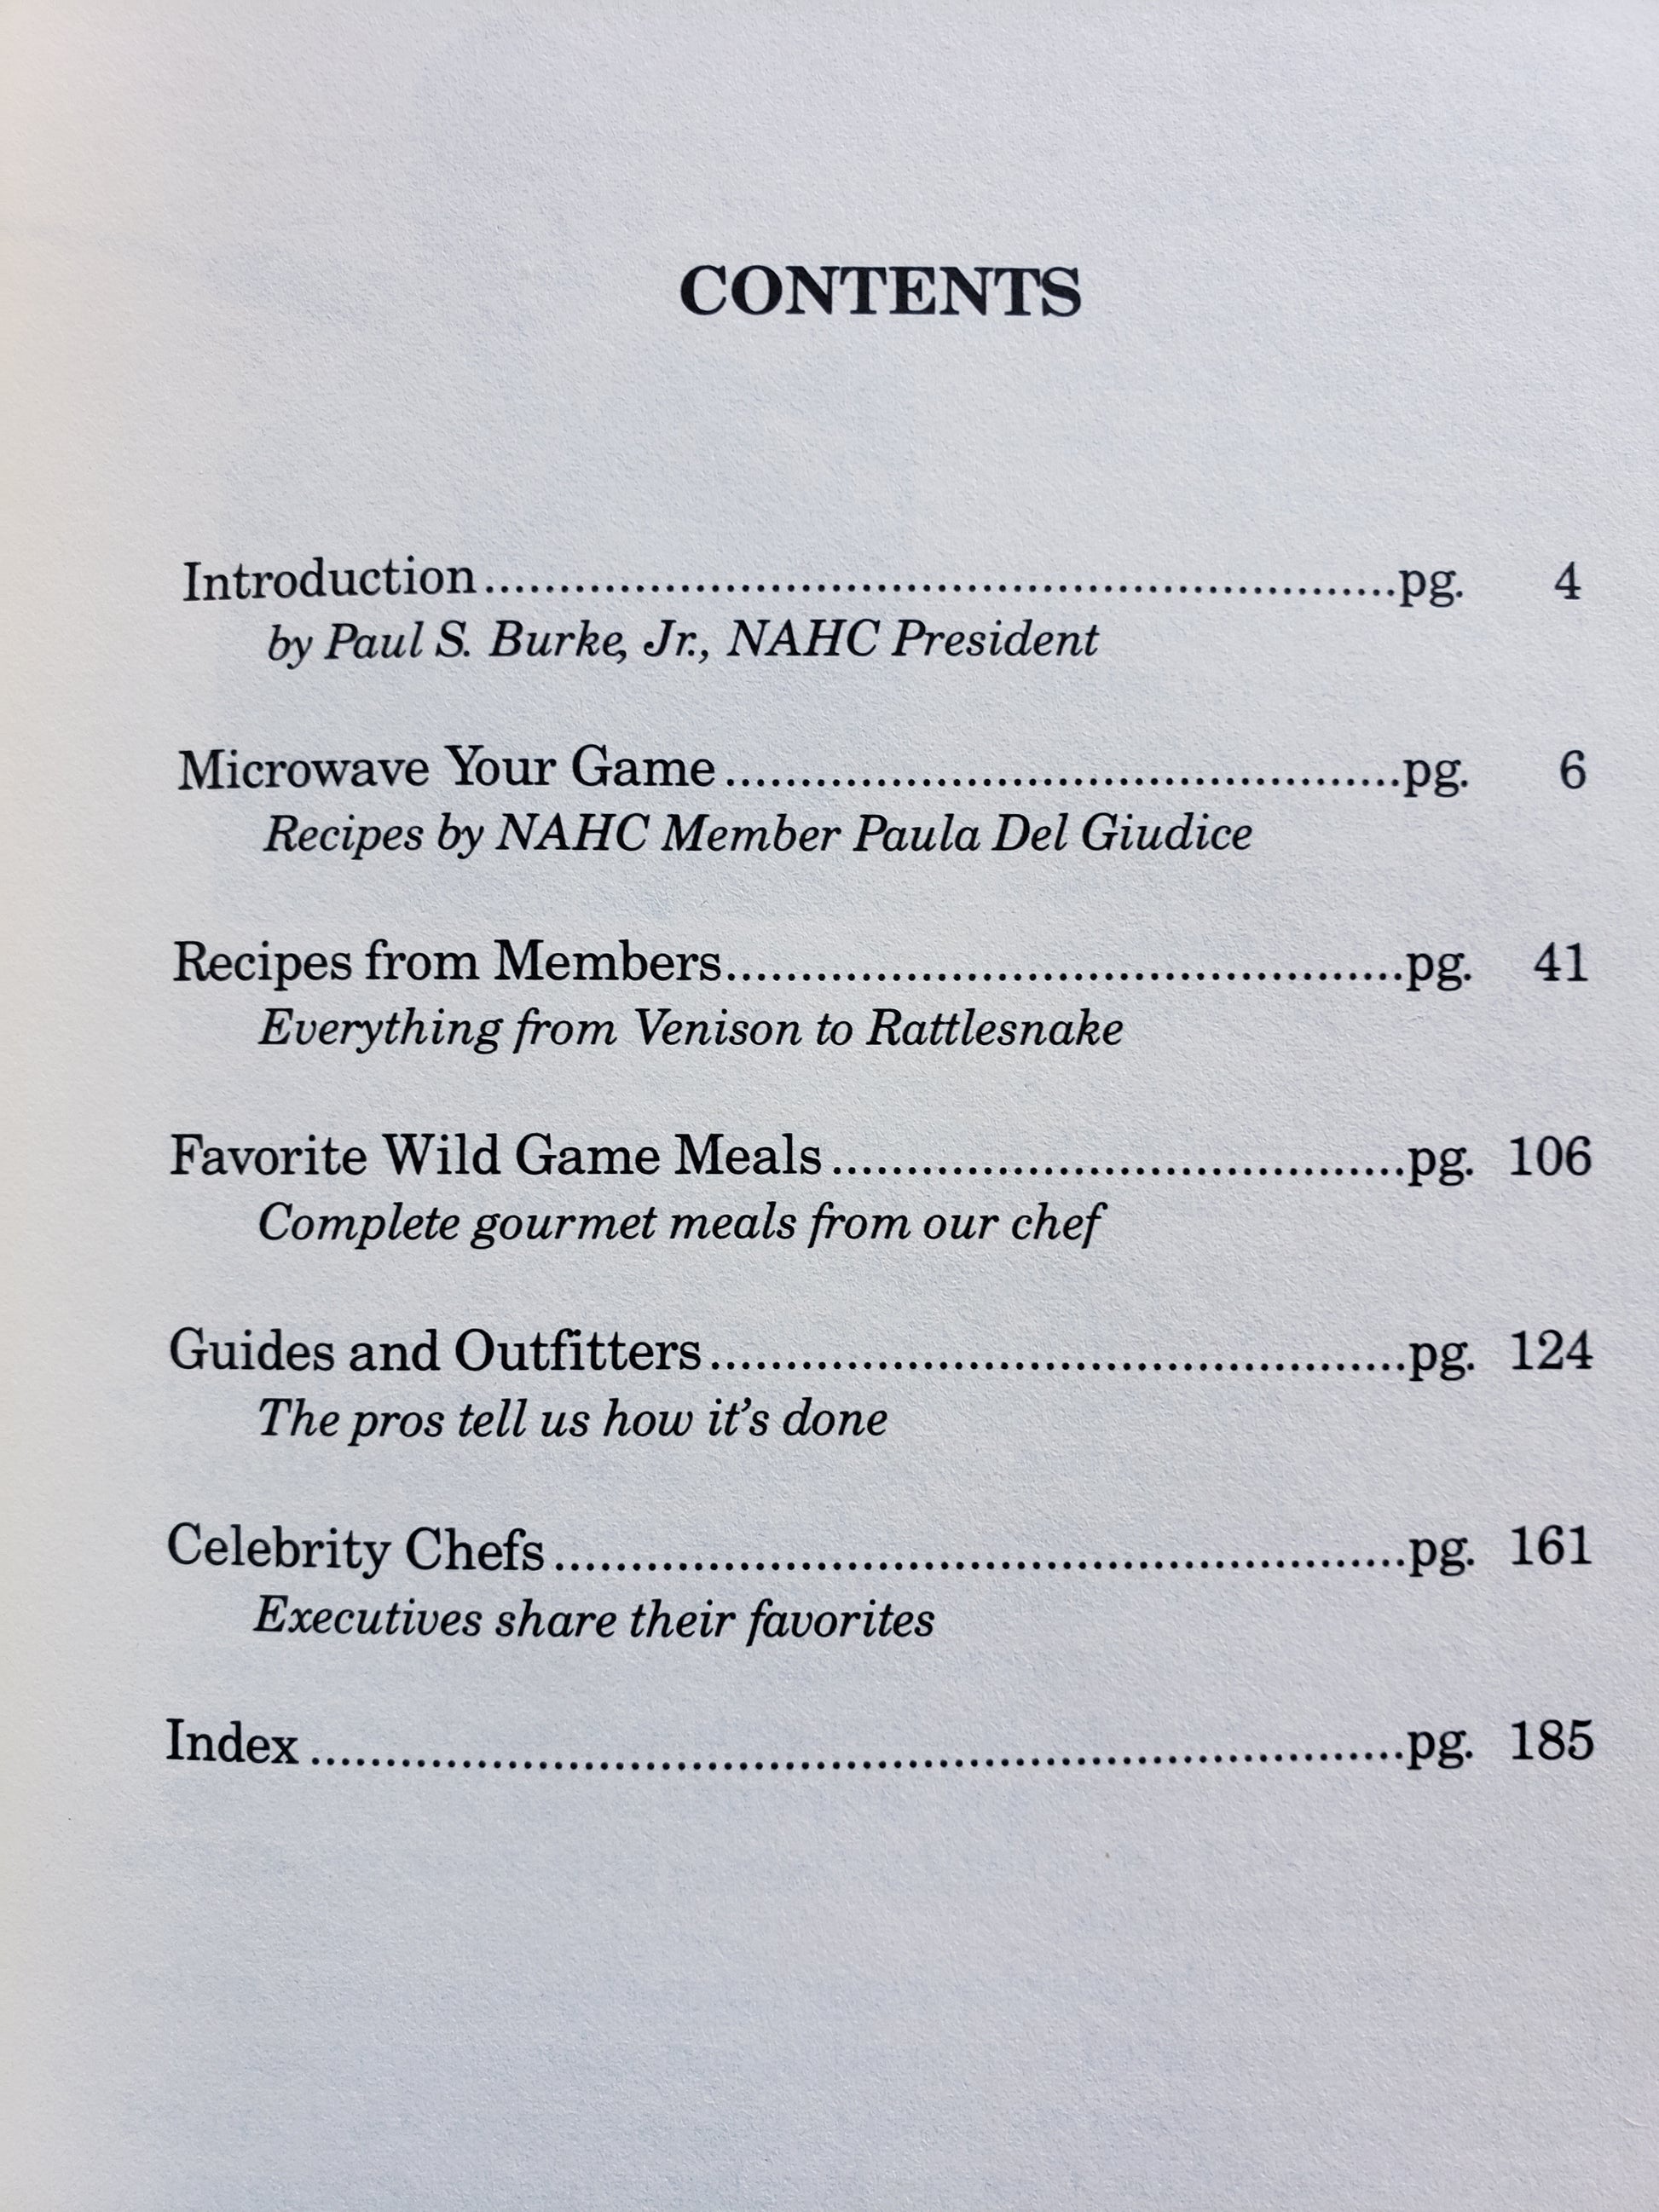 CONTENTS
Introduction..........................................................................pg. 4
by Paul S. Burke, Jr., NAHC President
Microwave Your Game......................................................pg. 6
Recipes by NAHC Member Paula Del Giudice
Recipes from Members......................................................pg. 41
Everything from Venison to Rattlesnake
Favorite Wild Game Meals..............................................pg. 106
Complete gourmet meals from our chef
Guides and Outfitters........................................................pg. 124
The pros tell us how it's done
Celebrity Chefs....................................................................pg. 161
Executives share their favorites
Index........................................................................................pg. 185